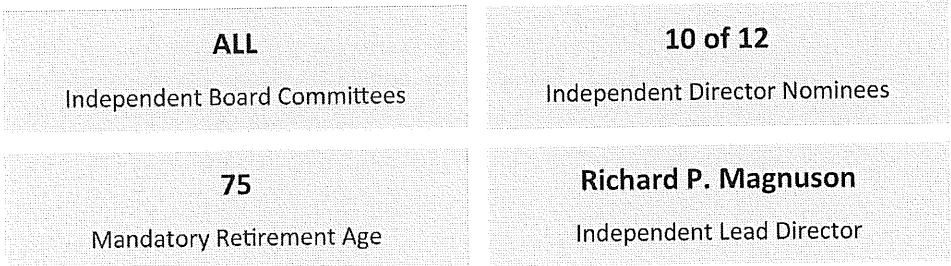 ALL
Independent Board Committees
10 of 12
Independent Director Nominees
75
Mandatory Retirement Age
Richard P. Magnuson
Independent Lead Director